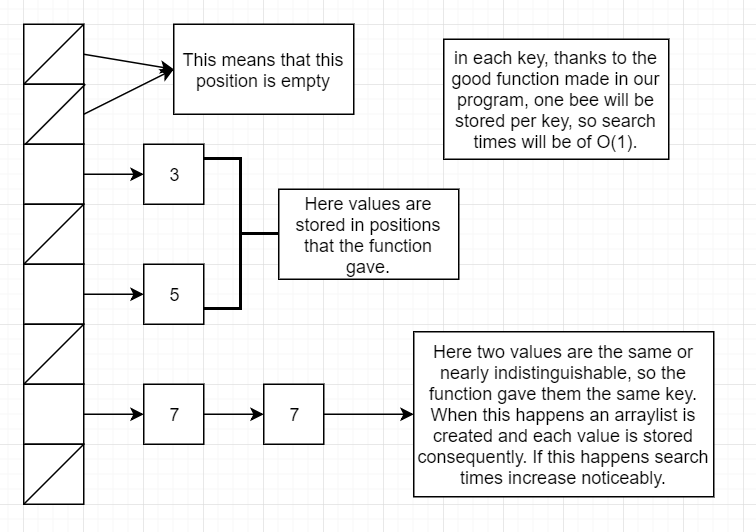 This means that this
position is empty
in each key, thanks to the
good function made in our
program, one bee will be
stored per key, so search
times will be of O(1).
3
Here values are
stored in positions
that the function
gave.
5
Here two values are the same or
nearly indistinguishable, so the
function gave them the same key.
When this happens an arraylist is
created and each value is stored
consequently. If this happens search
times increase noticeably.
7
7